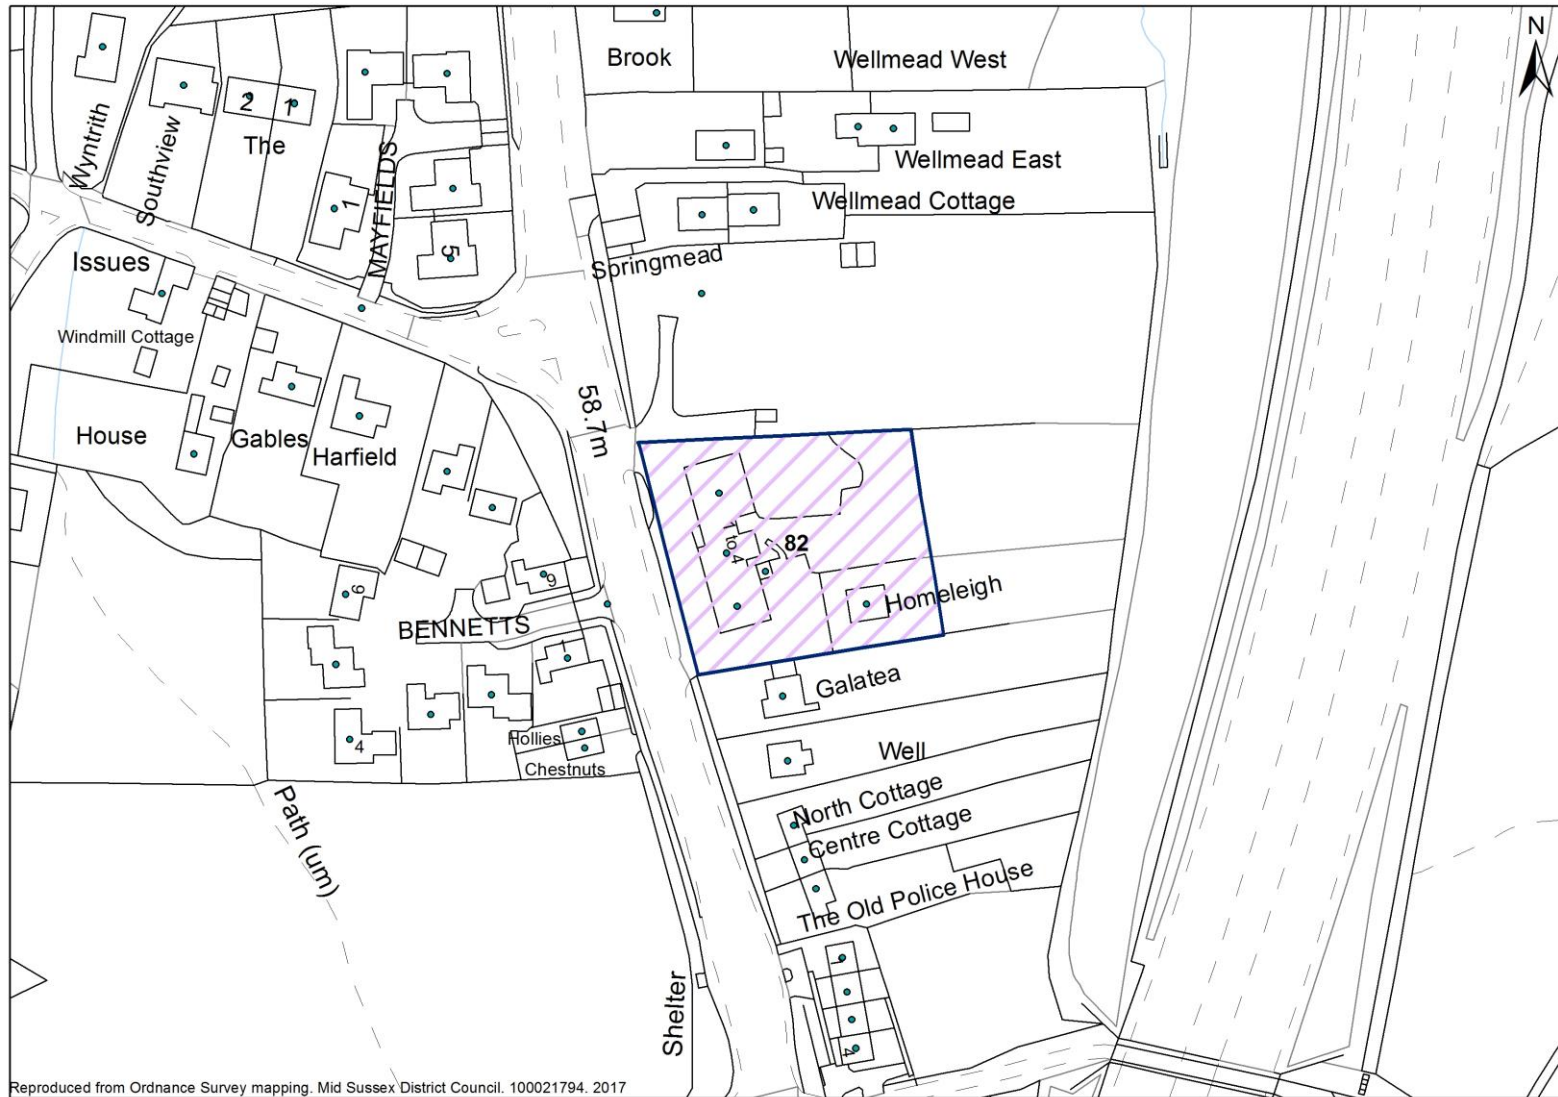 N
Brook
Wellmead West
Wyntrith
Southview
2
1
The
1
MAYFIELDS
5
Wellmead East
Wellmead Cottage
Springmead
Issues
Windmill Cottage
House
Gables
Harfield
58.7m
1 to 4
82
Homeleigh
9
6
BENNETTS
1
4
Hollies
Chestnuts
Galatea
Well
North Cottage
Centre Cottage
The Old Police House
Path (um)
Shelter
1
4
Reproduced from Ordnance Survey mapping. Mid Sussex District Council. 100021794. 2017